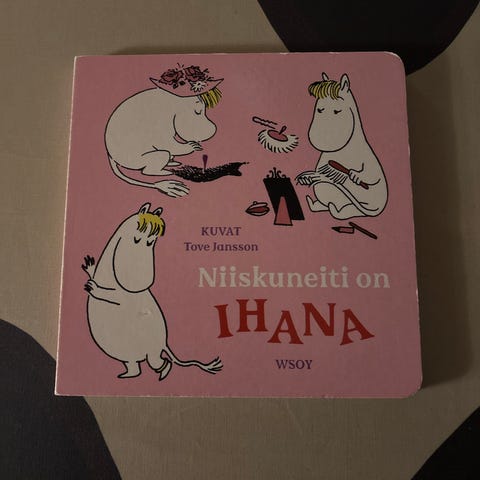 KUVAT
Tove Jansson
Niiskuneiti on
IHANA
WSOY